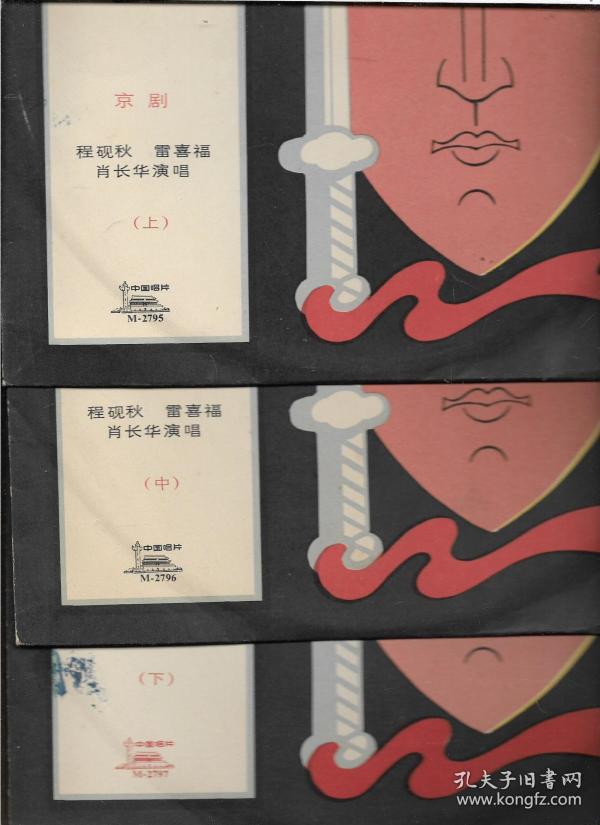 京剧
程砚秋 雷喜福
肖长华演唱
(上)
中国唱片
M-2795
程砚秋 雷喜福
肖长华演唱
(中)
中国唱片
M-2796
(下)
中国唱片
M-2797
孔夫子旧书网
www.kongfz.com